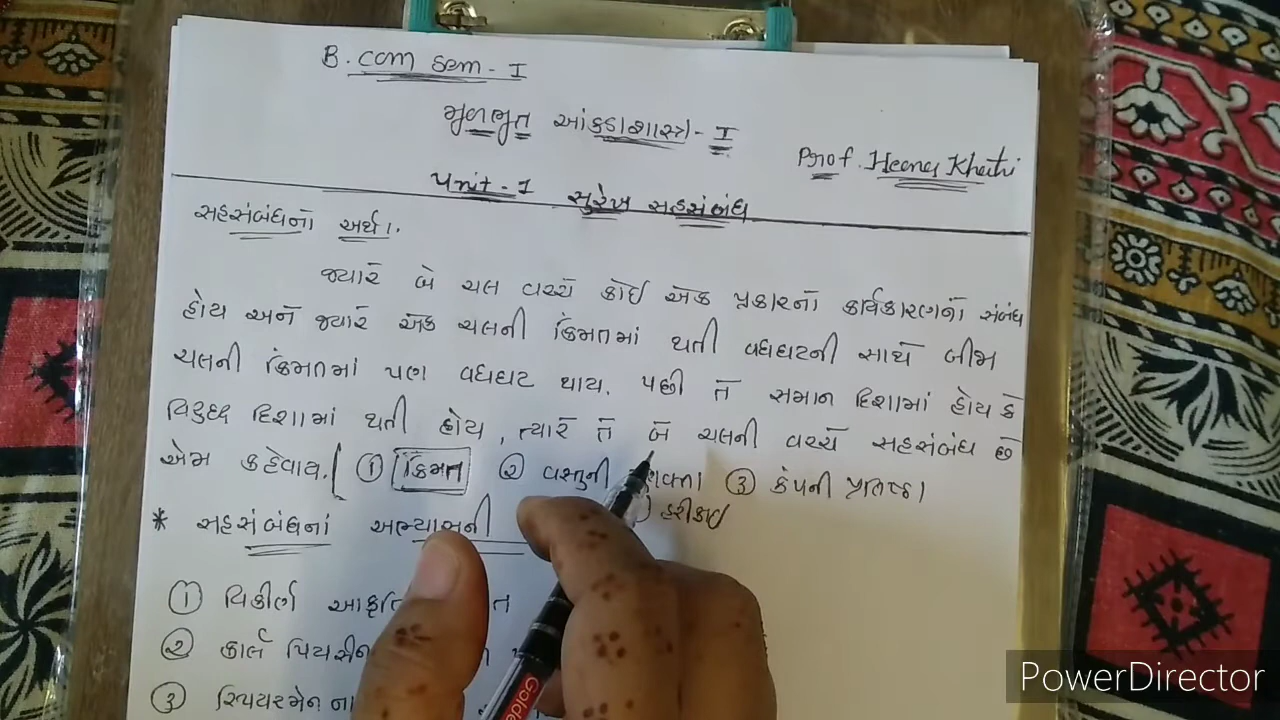 B. com sem - I
મૂળભૂત આંકડાશાસ્ત્ર - I
Prof. Heena Khatri
Unit - 1 સુરેખ સહસંબંધ
સહસંબંધનો અર્થ :
જ્યારે બે ચલ વચ્ચે કોઈ એક પ્રકારનો કાર્યકારણનો સંબંધ
હોય અને જ્યારે એક ચલની કિંમતમાં થતી વધઘટની સાથે બીજા
ચલની કિંમતમાં પણ વધઘટ થાય. પછી તે સમાન દિશામાં હોય કે
વિરુધ્ધ દિશામાં થતી હોય, ત્યારે તે બે ચલની વચ્ચે સહસંબંધ છે
એમ કહેવાય. ① કિંમત ② વસ્તુની ③ કંપની પ્રતિષ્ઠા
હરીફાઈ
* સહસંબંધનાં અભ્યાસની
① વિકીર્ણ આકૃતિ
② કાર્લ પિયર્સન
③ સ્પિયરમેન ના
PowerDirector